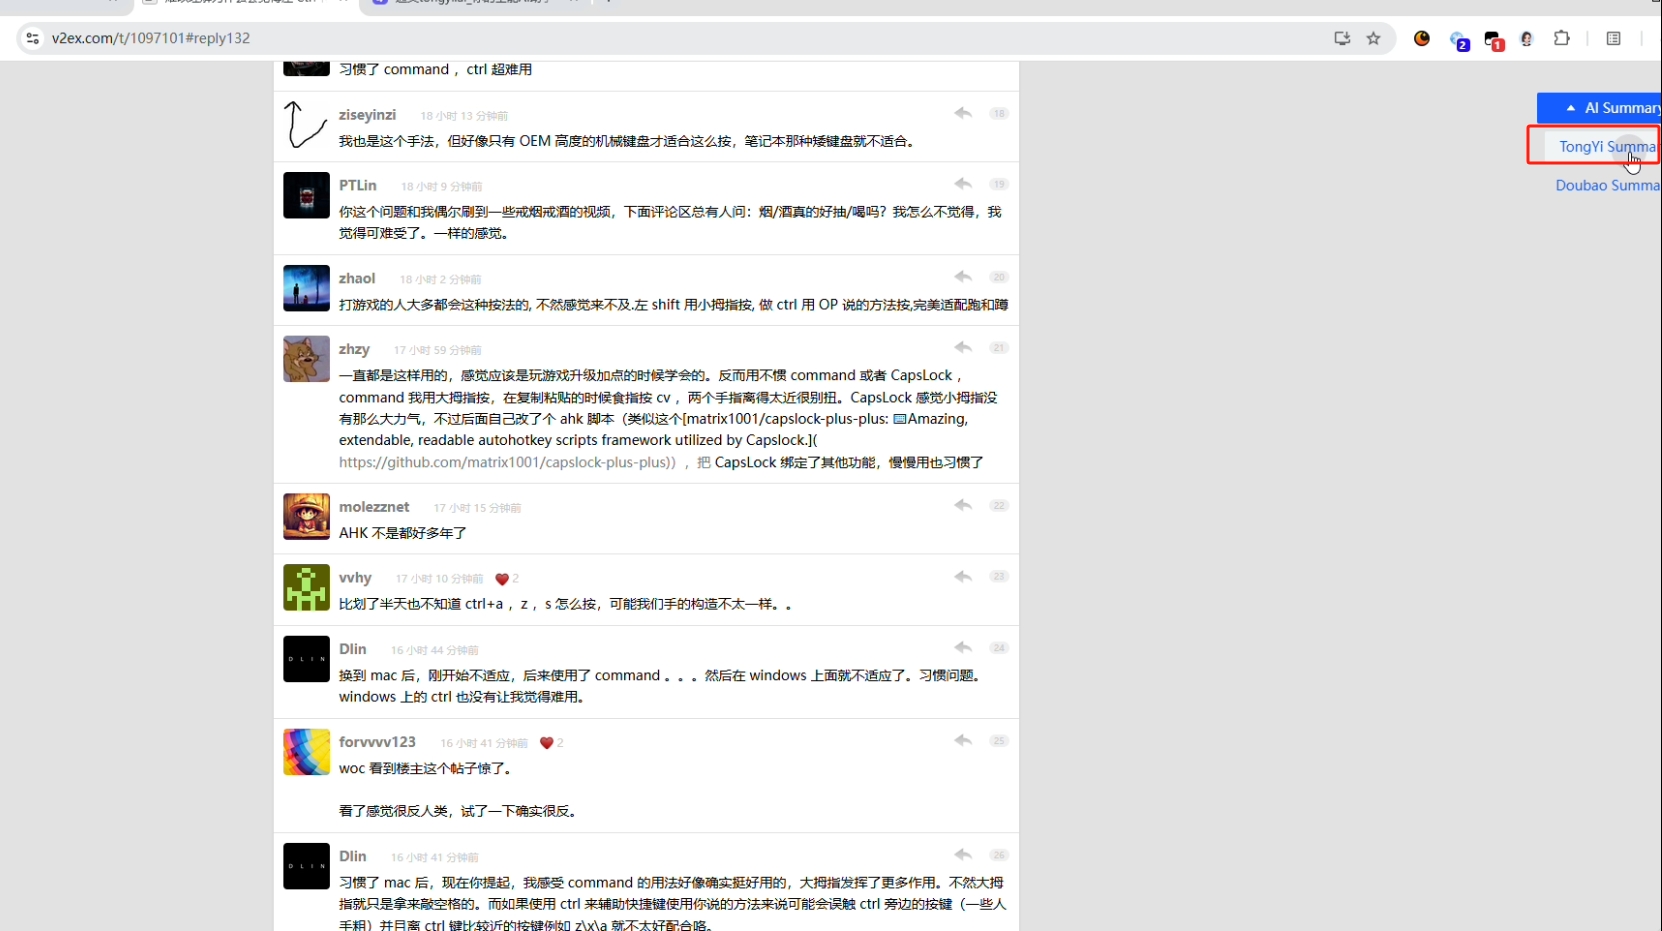 v2ex.com/t/1097101#reply132
2
1
习惯了 command ，ctrl 超难用
ziseyinzi 18 小时 13 分钟前 18
我也是这个手法，但好像只有 OEM 高度的机械键盘才适合这么按，笔记本那种矮键盘就不适合。
PTLin 18 小时 9 分钟前 19
你这个问题和我偶尔刷到一些戒烟戒酒的视频，下面评论区总有人问：烟/酒真的好抽/喝吗？我怎么不觉得，我
觉得可难受了。一样的感觉。
zhaol 18 小时 2 分钟前 20
打游戏的人大多都会这种按法的, 不然感觉来不及.左 shift 用小拇指按, 做 ctrl 用 OP 说的方法按,完美适配跑和蹲
zhzy 17 小时 59 分钟前 21
一直都是这样用的，感觉应该是玩游戏升级加点的时候学会的。反而用不惯 command 或者 CapsLock ，
command 我用大拇指按，在复制粘贴的时候食指按 cv ，两个手指离得太近很别扭。CapsLock 感觉小拇指没
有那么大力气，不过后面自己改了个 ahk 脚本（类似这个[matrix1001/capslock-plus-plus: ⌨Amazing,
extendable, readable autohotkey scripts framework utilized by Capslock.](
https://github.com/matrix1001/capslock-plus-plus)），把 CapsLock 绑定了其他功能，慢慢用也习惯了
molezznet 17 小时 15 分钟前 22
AHK 不是都好多年了
vvhy 17 小时 10 分钟前 ❤️ 2 23
比划了半天也不知道 ctrl+a ，z ，s 怎么按，可能我们手的构造不太一样。。
DLIN
Dlin 16 小时 44 分钟前 24
换到 mac 后，刚开始不适应，后来使用了 command 。。。然后在 windows 上面就不适应了。习惯问题。
windows 上的 ctrl 也没有让我觉得难用。
forvvvv123 16 小时 41 分钟前 ❤️ 2 25
woc 看到楼主这个帖子惊了。
看了感觉很反人类，试了一下确实很反。
DLIN
Dlin 16 小时 41 分钟前 26
习惯了 mac 后，现在你提起，我感受 command 的用法好像确实挺好用的，大拇指发挥了更多作用。不然大拇
指就只是拿来敲空格的。而如果使用 ctrl 来辅助快捷键使用你说的方法来说可能会误触 ctrl 旁边的按键（一些人
手粗）并且离 ctrl 键比较近的按键例如 z\x\a 就不太好配合咯。
AI Summary
TongYi Summa
Doubao Summa